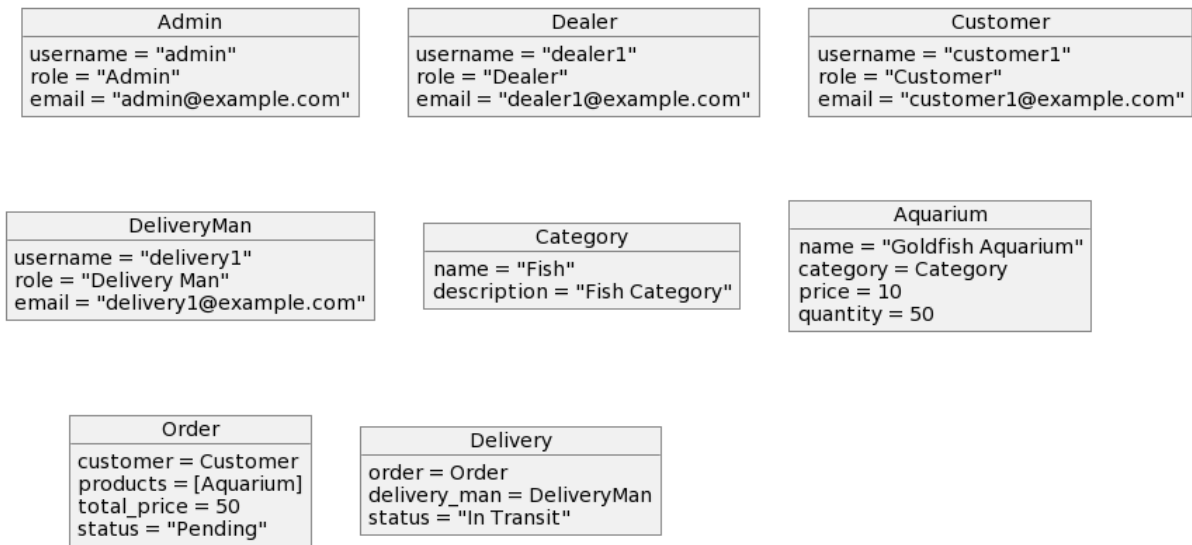 Admin
username = "admin"
role = "Admin"
email = "admin@example.com"
Dealer
username = "dealer1"
role = "Dealer"
email = "dealer1@example.com"
Customer
username = "customer1"
role = "Customer"
email = "customer1@example.com"
DeliveryMan
username = "delivery1"
role = "Delivery Man"
email = "delivery1@example.com"
Category
name = "Fish"
description = "Fish Category"
Aquarium
name = "Goldfish Aquarium"
category = Category
price = 10
quantity = 50
Order
customer = Customer
products = [Aquarium]
total_price = 50
status = "Pending"
Delivery
order = Order
delivery_man = DeliveryMan
status = "In Transit"